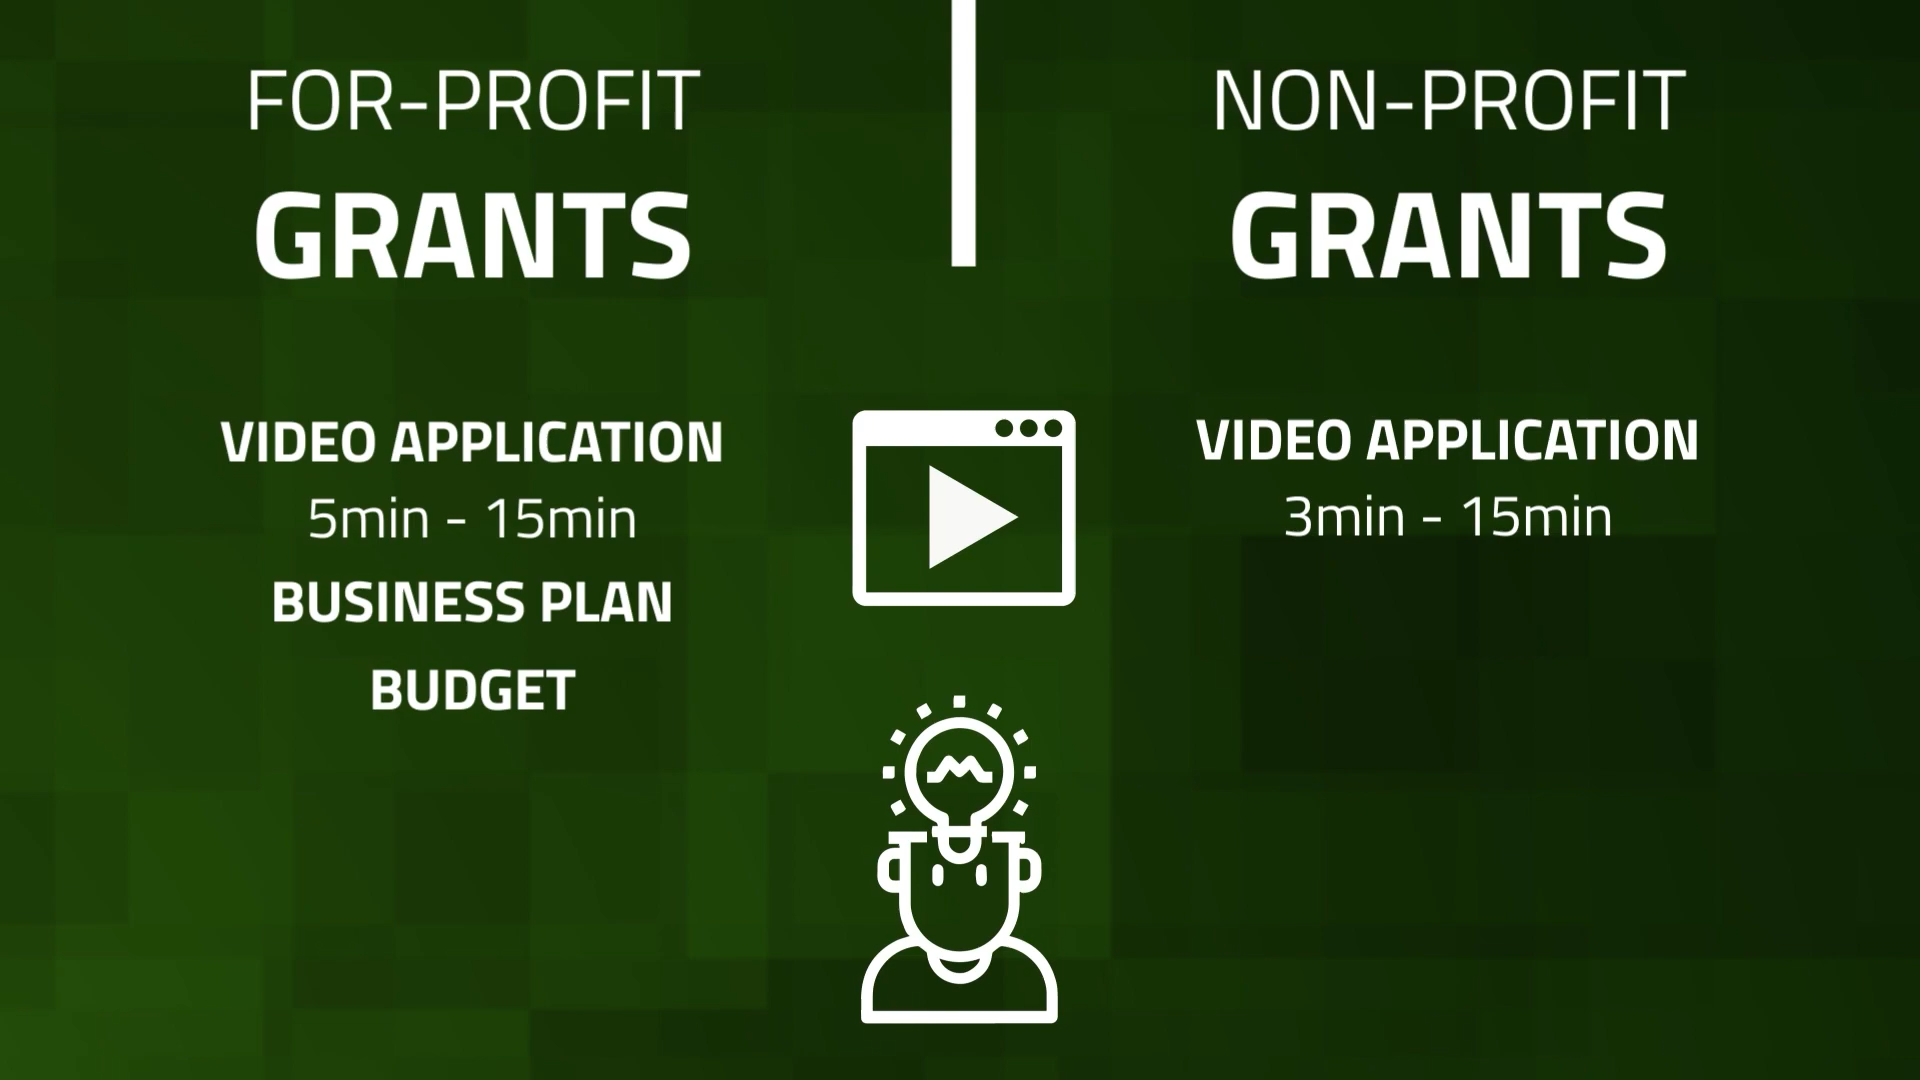 FOR-PROFIT
GRANTS
VIDEO APPLICATION
5min - 15min
BUSINESS PLAN
BUDGET
NON-PROFIT
GRANTS
VIDEO APPLICATION
3min - 15min